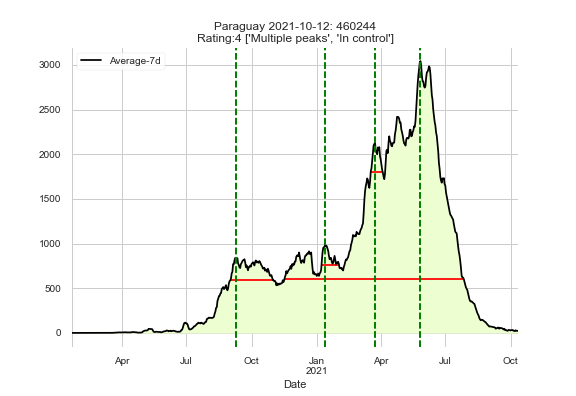 Paraguay 2021-10-12: 460244
Rating:4 ['Multiple peaks', 'In control']
Average-7d
3000
2500
2000
1500
1000
500
0
Apr Jul Oct Jan Apr Jul Oct
2021
Date